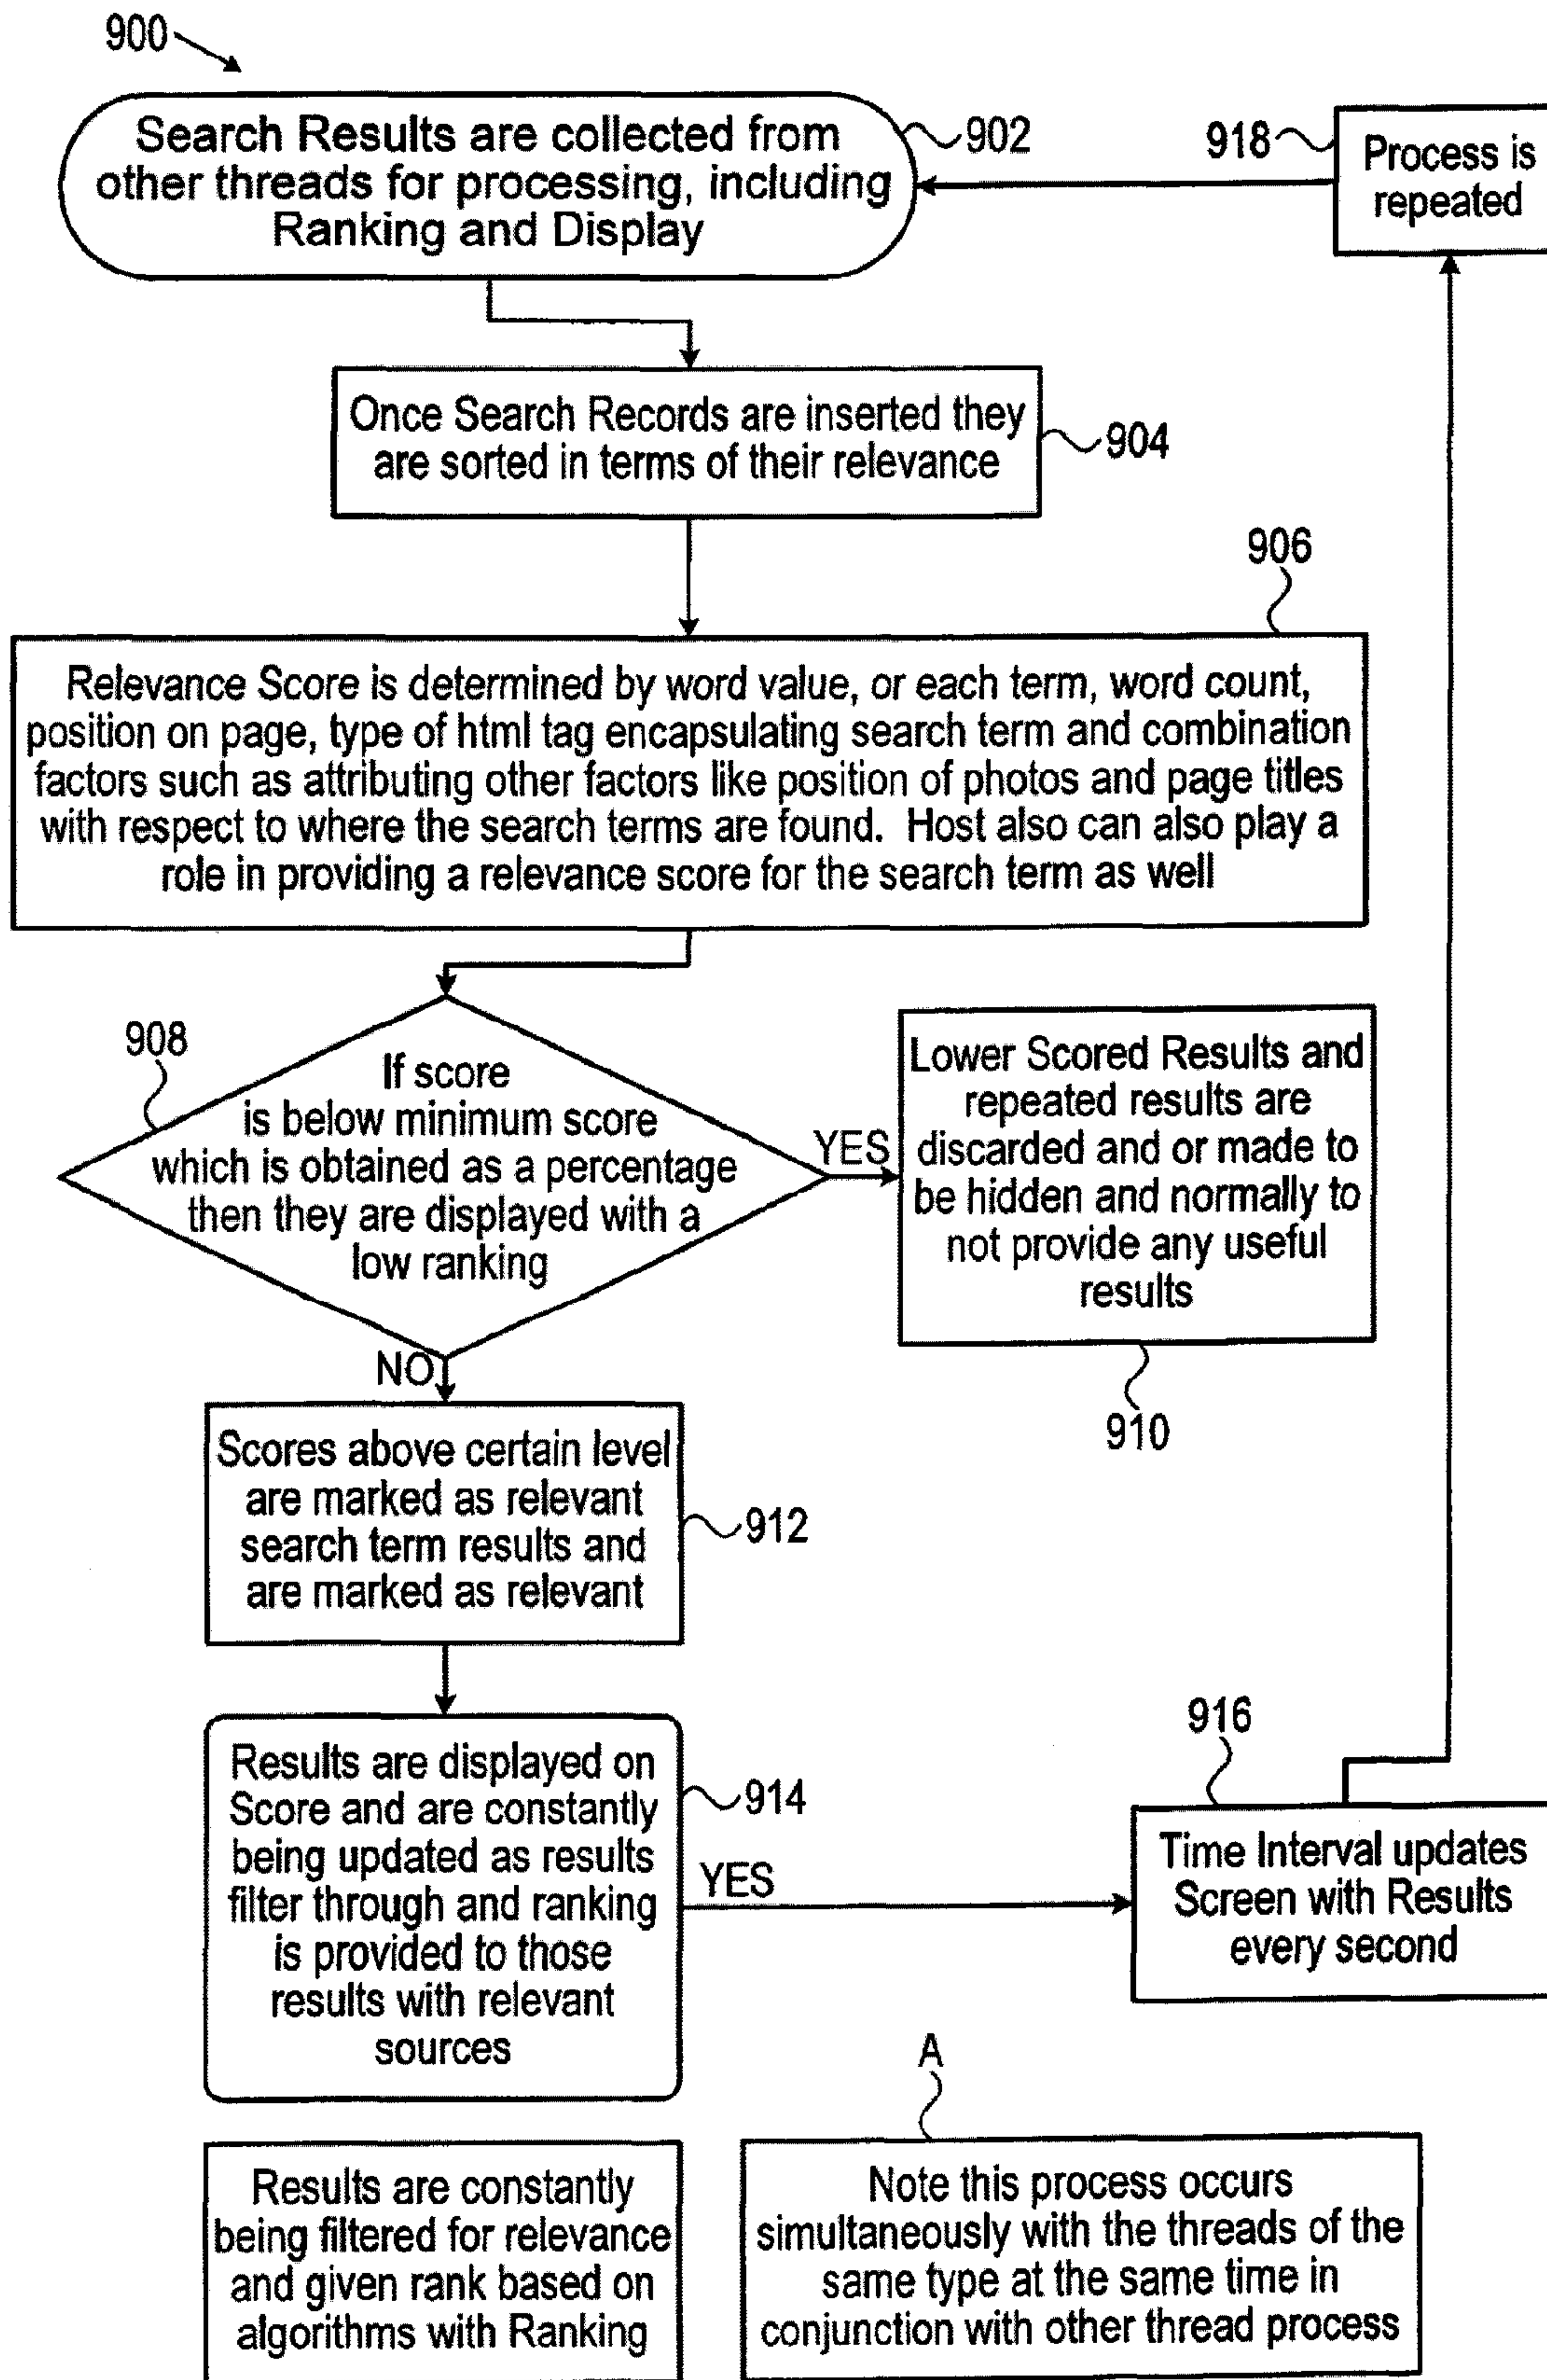 900
Search Results are collected from
other threads for processing, including
Ranking and Display
902
918
Process is
repeated
Once Search Records are inserted they
are sorted in terms of their relevance
904
906
Relevance Score is determined by word value, or each term, word count,
position on page, type of html tag encapsulating search term and combination
factors such as attributing other factors like position of photos and page titles
with respect to where the search terms are found. Host also can also play a
role in providing a relevance score for the search term as well
908
If score
is below minimum score
which is obtained as a percentage
then they are displayed with a
low ranking
YES
Lower Scored Results and
repeated results are
discarded and or made to
be hidden and normally to
not provide any useful
results
910
NO
Scores above certain level
are marked as relevant
search term results and
are marked as relevant
912
Results are displayed on
Score and are constantly
being updated as results
filter through and ranking
is provided to those
results with relevant
sources
914
YES
916
Time Interval updates
Screen with Results
every second
Results are constantly
being filtered for relevance
and given rank based on
algorithms with Ranking
A
Note this process occurs
simultaneously with the threads of the
same type at the same time in
conjunction with other thread process